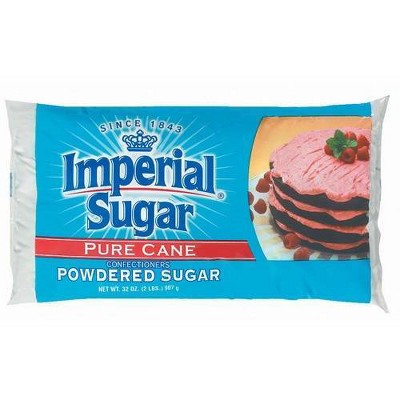 SINCE 1843
Imperial
Sugar®
PURE CANE
CONFECTIONERS
POWDERED SUGAR
NET WT. 32 OZ. (2 LBS.) 907 g